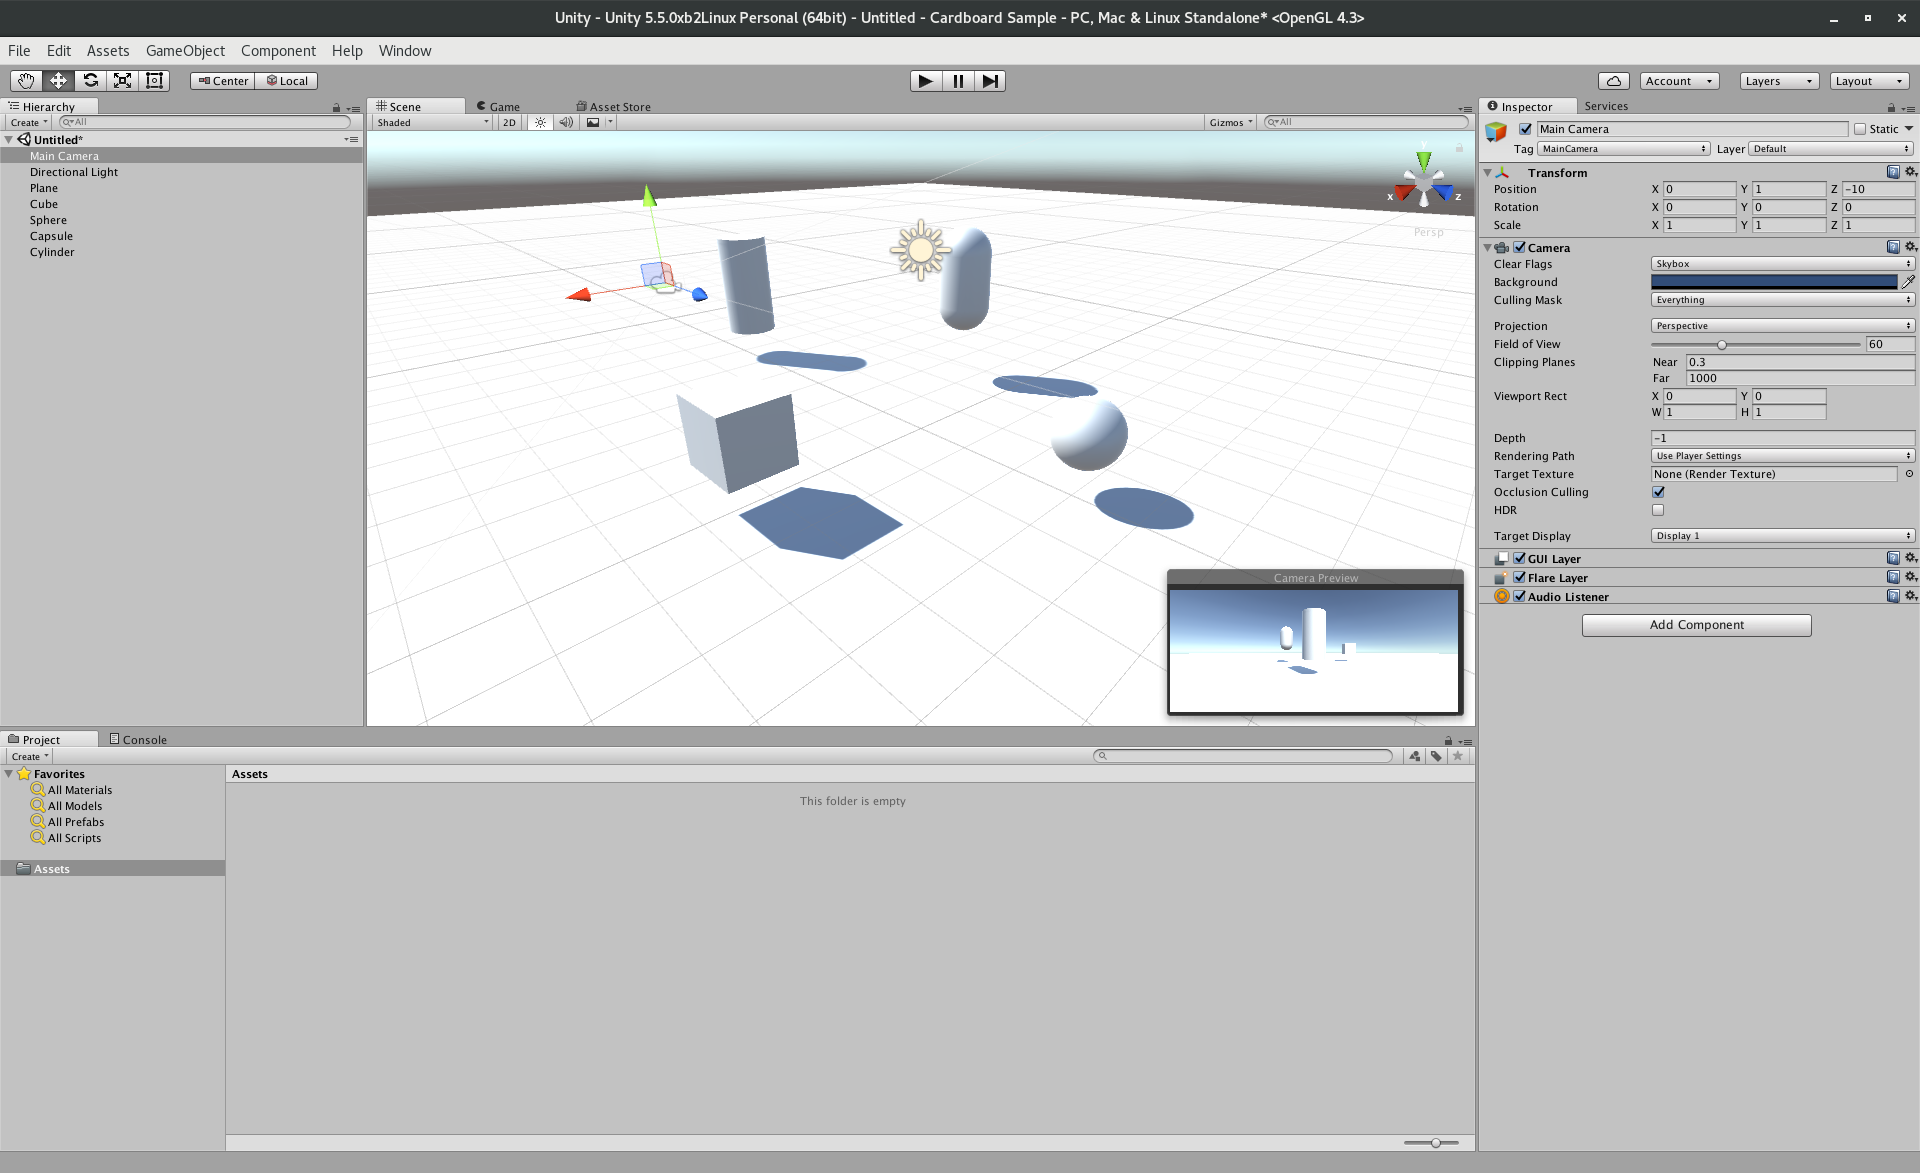 Unity - Unity 5.5.0xb2Linux Personal (64bit) - Untitled - Cardboard Sample - PC, Mac & Linux Standalone* <OpenGL 4.3>
File Edit Assets GameObject Component Help Window
Center Local Account Layers Layout
Hierarchy
Create All
Untitled*
Main Camera
Directional Light
Plane
Cube
Sphere
Capsule
Cylinder
Scene Game Asset Store
Shaded 2D Gizmos All
y
x z
Persp
Camera Preview
Inspector Services
Main Camera Static
Tag MainCamera Layer Default
Transform
Position X 0 Y 1 Z -10
Rotation X 0 Y 0 Z 0
Scale X 1 Y 1 Z 1
Camera
Clear Flags Skybox
Background
Culling Mask Everything
Projection Perspective
Field of View 60
Clipping Planes Near 0.3
Far 1000
Viewport Rect X 0 Y 0
W 1 H 1
Depth -1
Rendering Path Use Player Settings
Target Texture None (Render Texture)
Occlusion Culling
HDR
Target Display Display 1
GUI Layer
Flare Layer
Audio Listener
Add Component
Project Console
Create
Favorites
All Materials
All Models
All Prefabs
All Scripts
Assets
Assets
This folder is empty